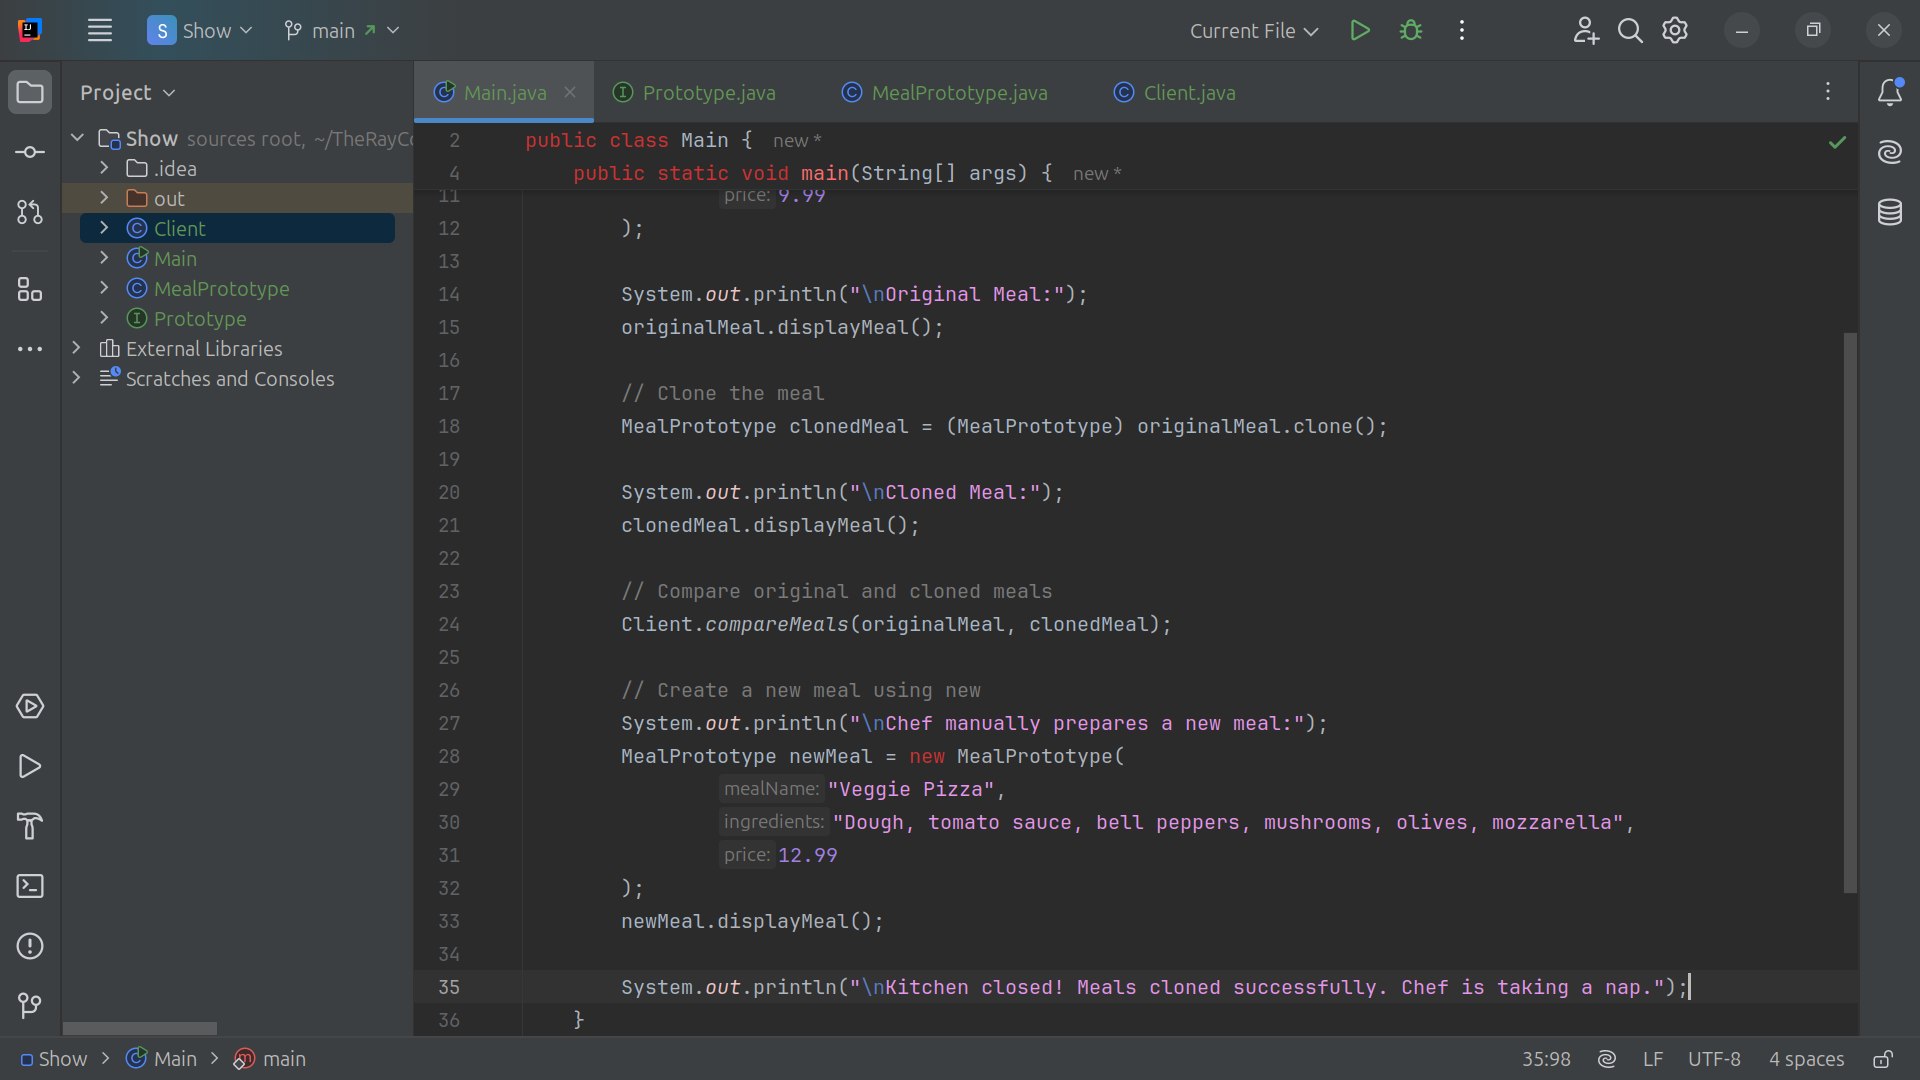 S Show main Current File
Project
Main.java Prototype.java MealPrototype.java Client.java
Show sources root, ~/TheRayCo
.idea
out
Client
Main
MealPrototype
Prototype
External Libraries
Scratches and Consoles
2 public class Main { new *
4 public static void main(String[] args) { new *
11 price: 9.99
12 );
13
14 System.out.println("\nOriginal Meal:");
15 originalMeal.displayMeal();
16
17 // Clone the meal
18 MealPrototype clonedMeal = (MealPrototype) originalMeal.clone();
19
20 System.out.println("\nCloned Meal:");
21 clonedMeal.displayMeal();
22
23 // Compare original and cloned meals
24 Client.compareMeals(originalMeal, clonedMeal);
25
26 // Create a new meal using new
27 System.out.println("\nChef manually prepares a new meal:");
28 MealPrototype newMeal = new MealPrototype(
29 mealName: "Veggie Pizza",
30 ingredients: "Dough, tomato sauce, bell peppers, mushrooms, olives, mozzarella",
31 price: 12.99
32 );
33 newMeal.displayMeal();
34
35 System.out.println("\nKitchen closed! Meals cloned successfully. Chef is taking a nap.");
36 }
Show Main main 35:98 LF UTF-8 4 spaces